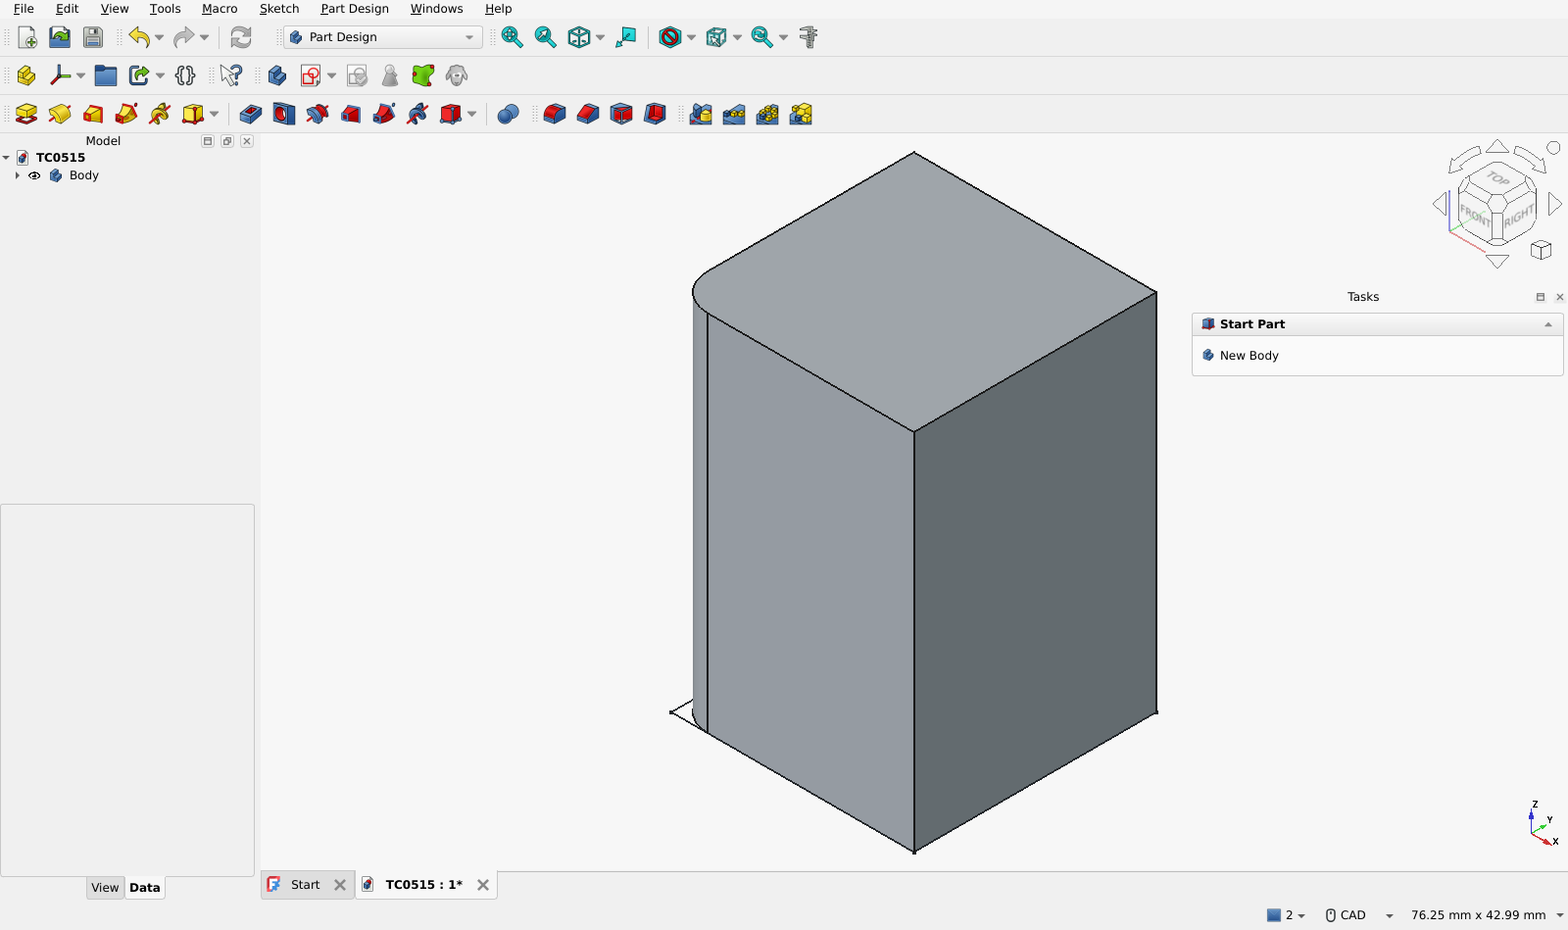 File Edit View Tools Macro Sketch Part Design Windows Help
Part Design
Model
TC0515
Body
TOP
FRONT
RIGHT
Tasks
Start Part
New Body
Z
Y
X
View Data
Start TC0515 : 1*
2 CAD 76.25 mm x 42.99 mm